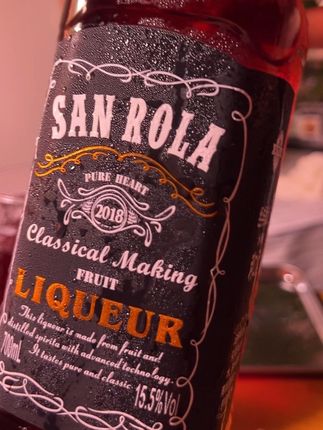 SAN ROLA
PURE HEART
2018
Classical Making
FRUIT
LIQUEUR
This liqueur is made from fruit and
distilled spirits with advanced technology.
It tastes pure and classic.
700mL
15.5%Vol